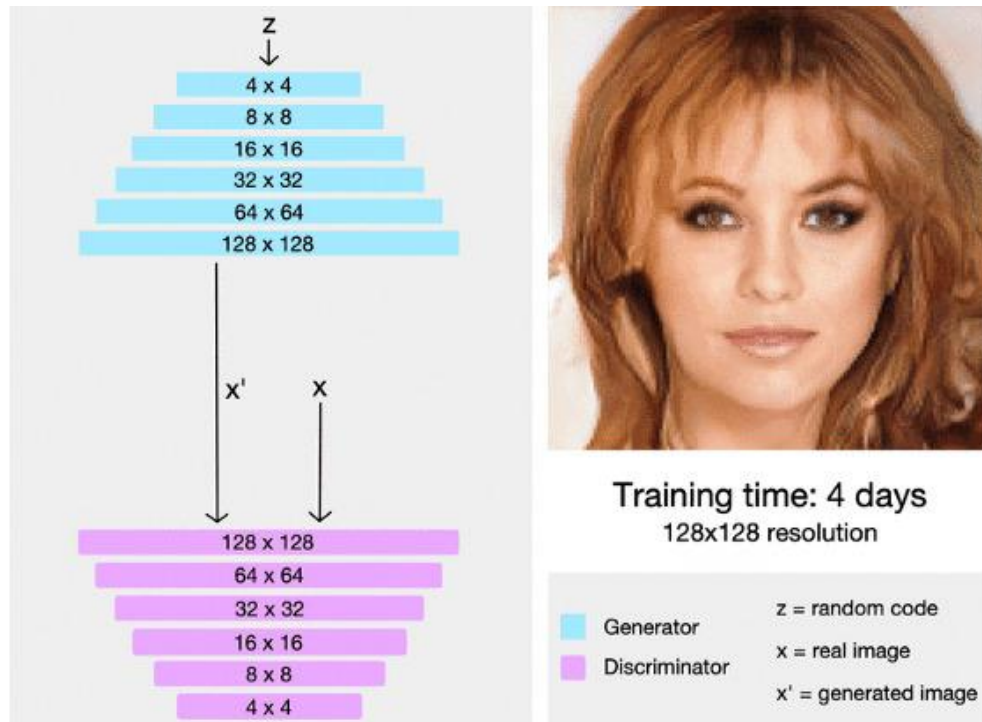 z
4 x 4
8 x 8
16 x 16
32 x 32
64 x 64
128 x 128
x'
x
128 x 128
64 x 64
32 x 32
16 x 16
8 x 8
4 x 4
Training time: 4 days
128x128 resolution
Generator
Discriminator
z = random code
x = real image
x' = generated image